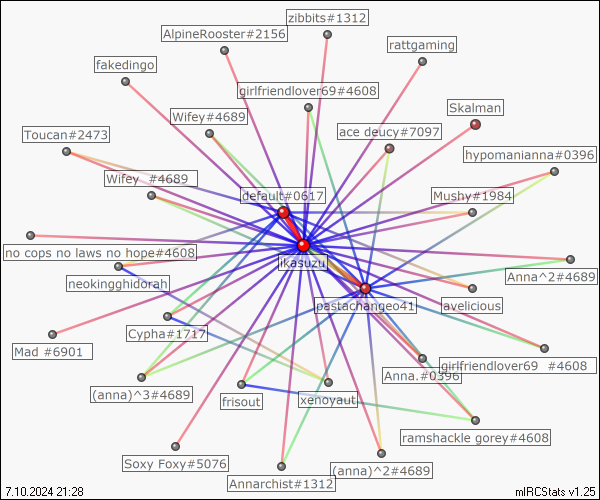 zibbits#1312
AlpineRooster#2156
rattgaming
fakedingo
girlfriendlover69#4608
Skalman
Wifey#4689
ace deucy#7097
Toucan#2473
hypomanianna#0396
Wifey #4689
default#0617
Mushy#1984
no cops no laws no hope#4608
ikasuzu
Anna^2#4689
neokingghidorah
pastachangeo41
avelicious
Cypha#1717
Mad #6901
girlfriendlover69 #4608
Anna.#0396
(anna)^3#4689
frisout
xenoyaut
ramshackle gorey#4608
Soxy Foxy#5076
(anna)^2#4689
Annarchist#1312
7.10.2024 21:28
mIRCStats v1.25